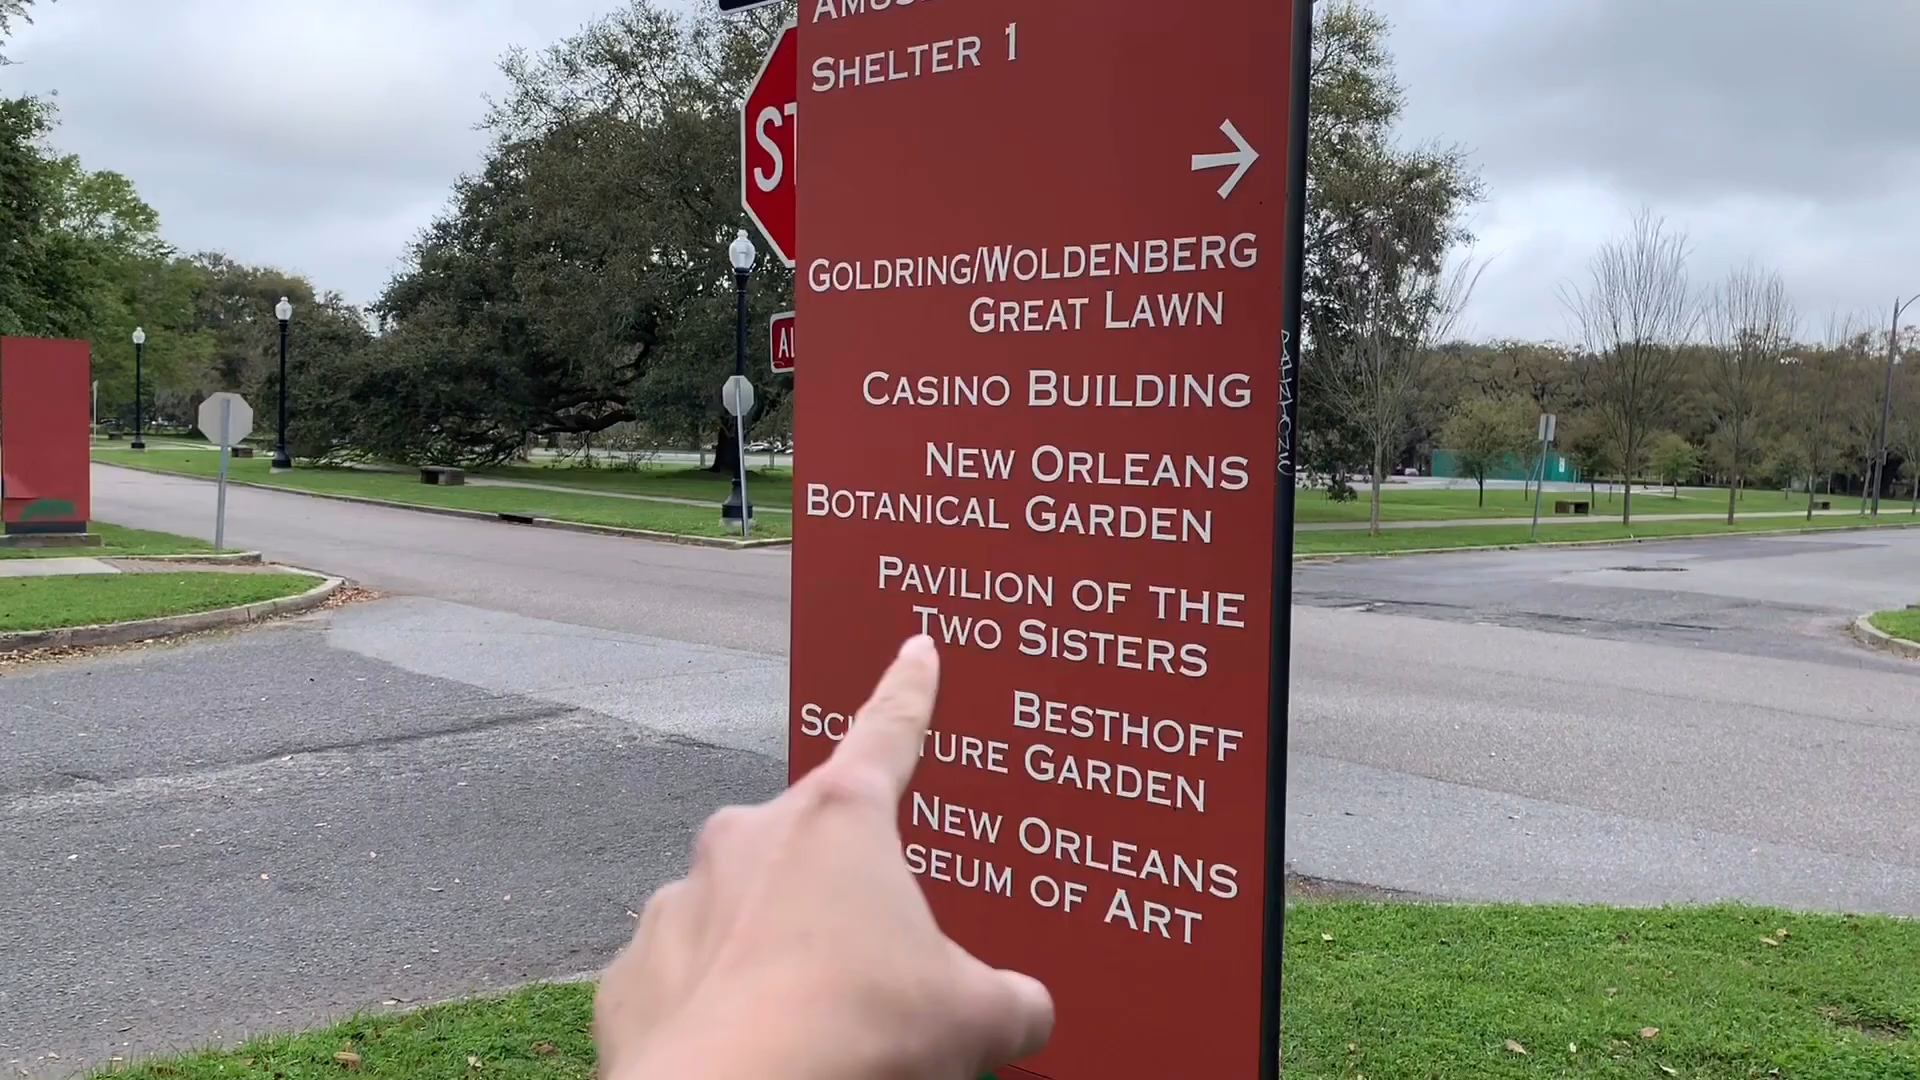 SHELTER 1
GOLDRING/WOLDENBERG
GREAT LAWN
CASINO BUILDING
NEW ORLEANS
BOTANICAL GARDEN
PAVILION OF THE
TWO SISTERS
BESTHOFF
GARDEN
NEW ORLEANS
OF ART